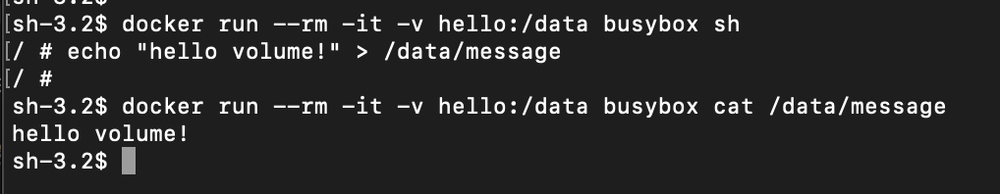 [sh-3.2$ docker run --rm -it -v hello:/data busybox sh
[/ # echo "hello volume!" > /data/message
[/ #
sh-3.2$ docker run --rm -it -v hello:/data busybox cat /data/message
hello volume!
sh-3.2$